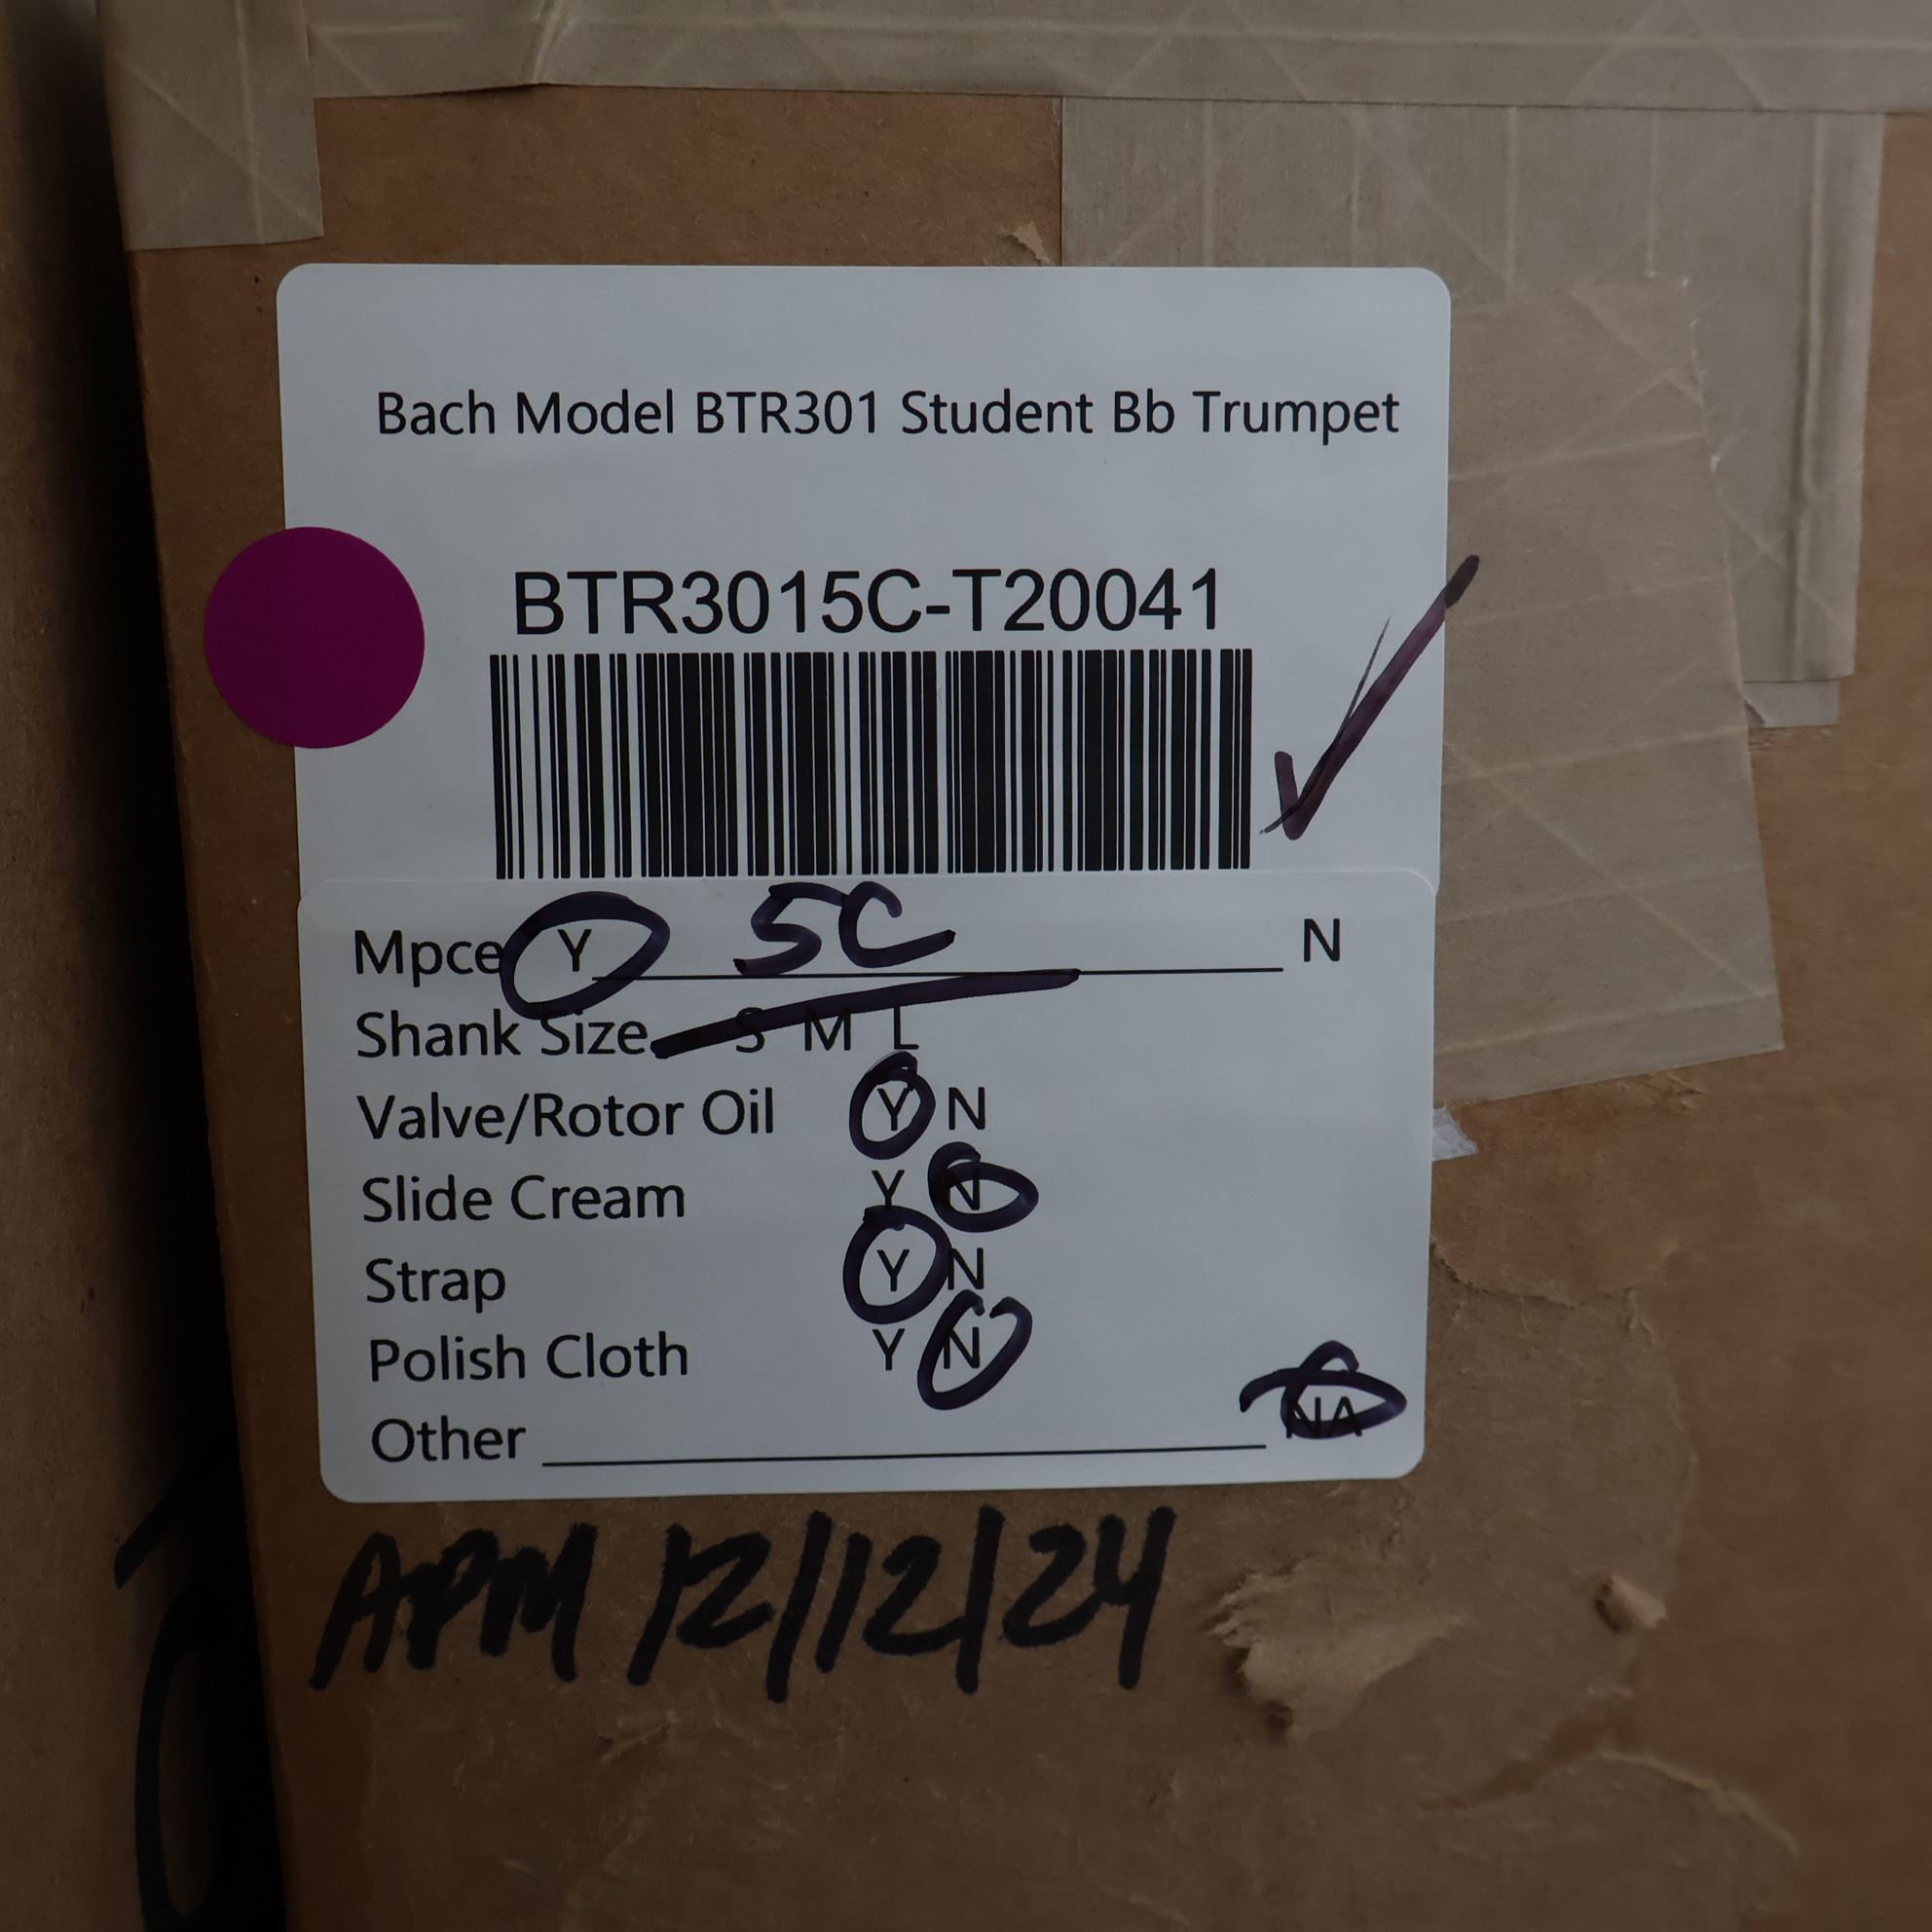 Bach Model BTR301 Student Bb Trumpet
BTR3015C-T20041
Mpce Y 5C N
Shank Size S M L
Valve/Rotor Oil Y N
Slide Cream Y N
Strap Y N
Polish Cloth Y N
Other NA
APM 12/12/24